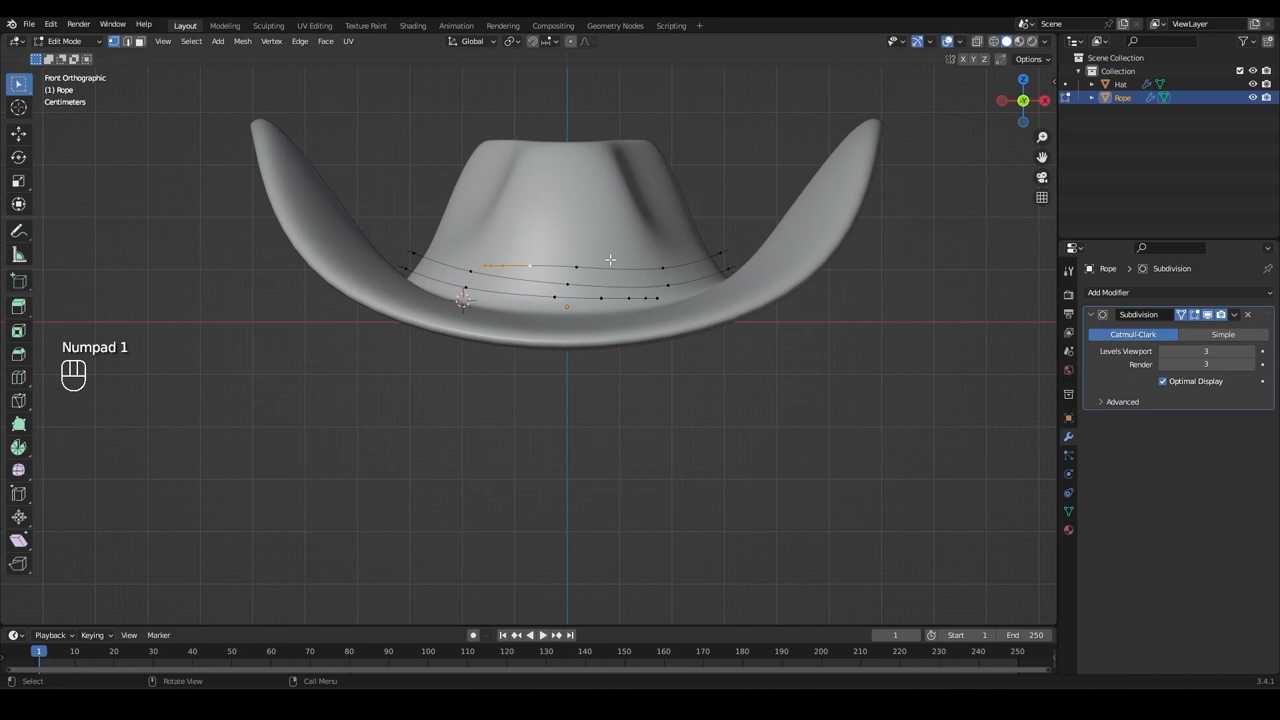 File Edit Render Window Help Layout Modeling Sculpting UV Editing Texture Paint Shading Animation Rendering Compositing Geometry Nodes Scripting + Scene ViewLayer
Edit Mode View Select Add Mesh Vertex Edge Face UV Global
X Y Z Options
Front Orthographic
(1) Rope
Centimeters
Z
Y X
Numpad 1
Scene Collection
Collection
Hat
Rope
Rope > Subdivision
Add Modifier
Subdivision
Catmull-Clark Simple
Levels Viewport 3
Render 3
Optimal Display
Advanced
Playback Keying View Marker 1 Start 1 End 250
1 10 20 30 40 50 60 70 80 90 100 110 120 130 140 150 160 170 180 190 200 210 220 230 240 250
Select Rotate View Call Menu 3.4.1